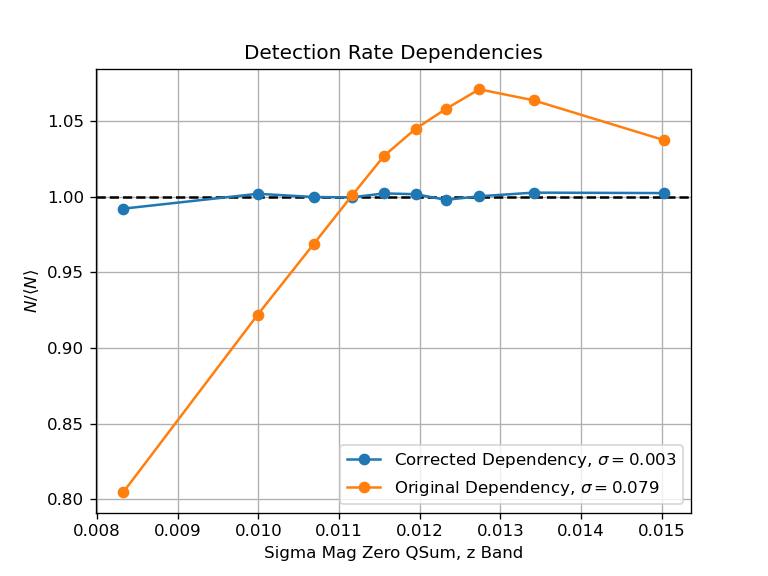 Detection Rate Dependencies
N/⟨N⟩
1.05
1.00
0.95
0.90
0.85
0.80
Corrected Dependency, σ = 0.003
Original Dependency, σ = 0.079
0.008 0.009 0.010 0.011 0.012 0.013 0.014 0.015
Sigma Mag Zero QSum, z Band